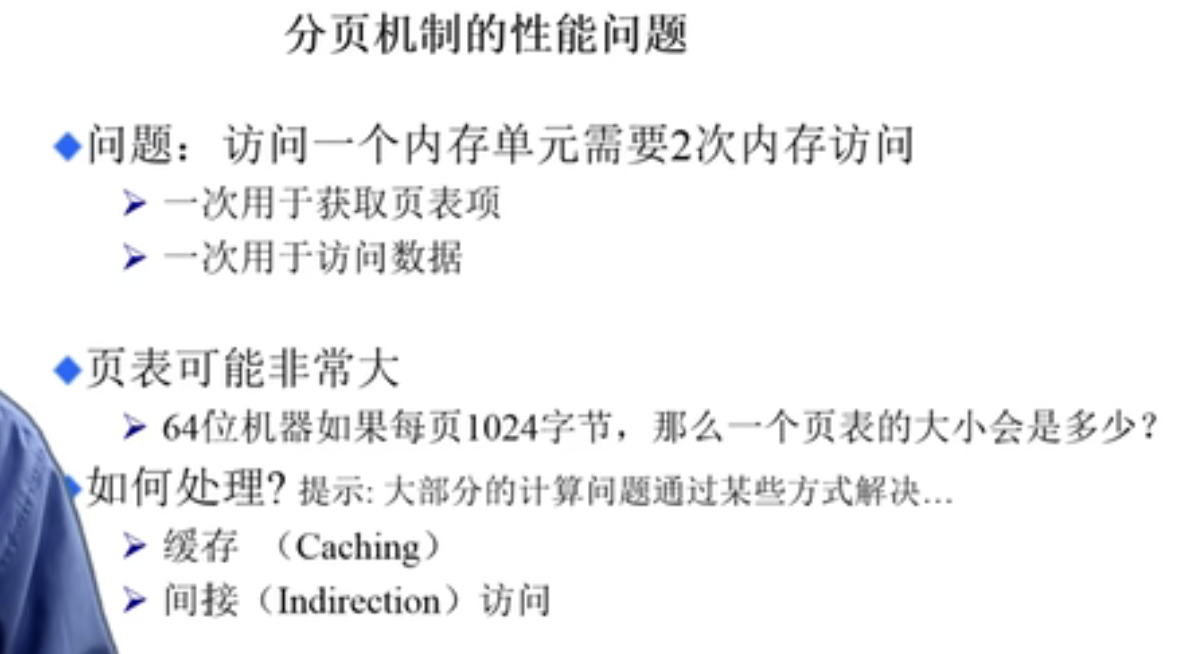 分页机制的性能问题
问题：访问一个内存单元需要2次内存访问
一次用于获取页表项
一次用于访问数据
页表可能非常大
64位机器如果每页1024字节，那么一个页表的大小会是多少？
如何处理? 提示: 大部分的计算问题通过某些方式解决…
缓存 （Caching）
间接（Indirection）访问